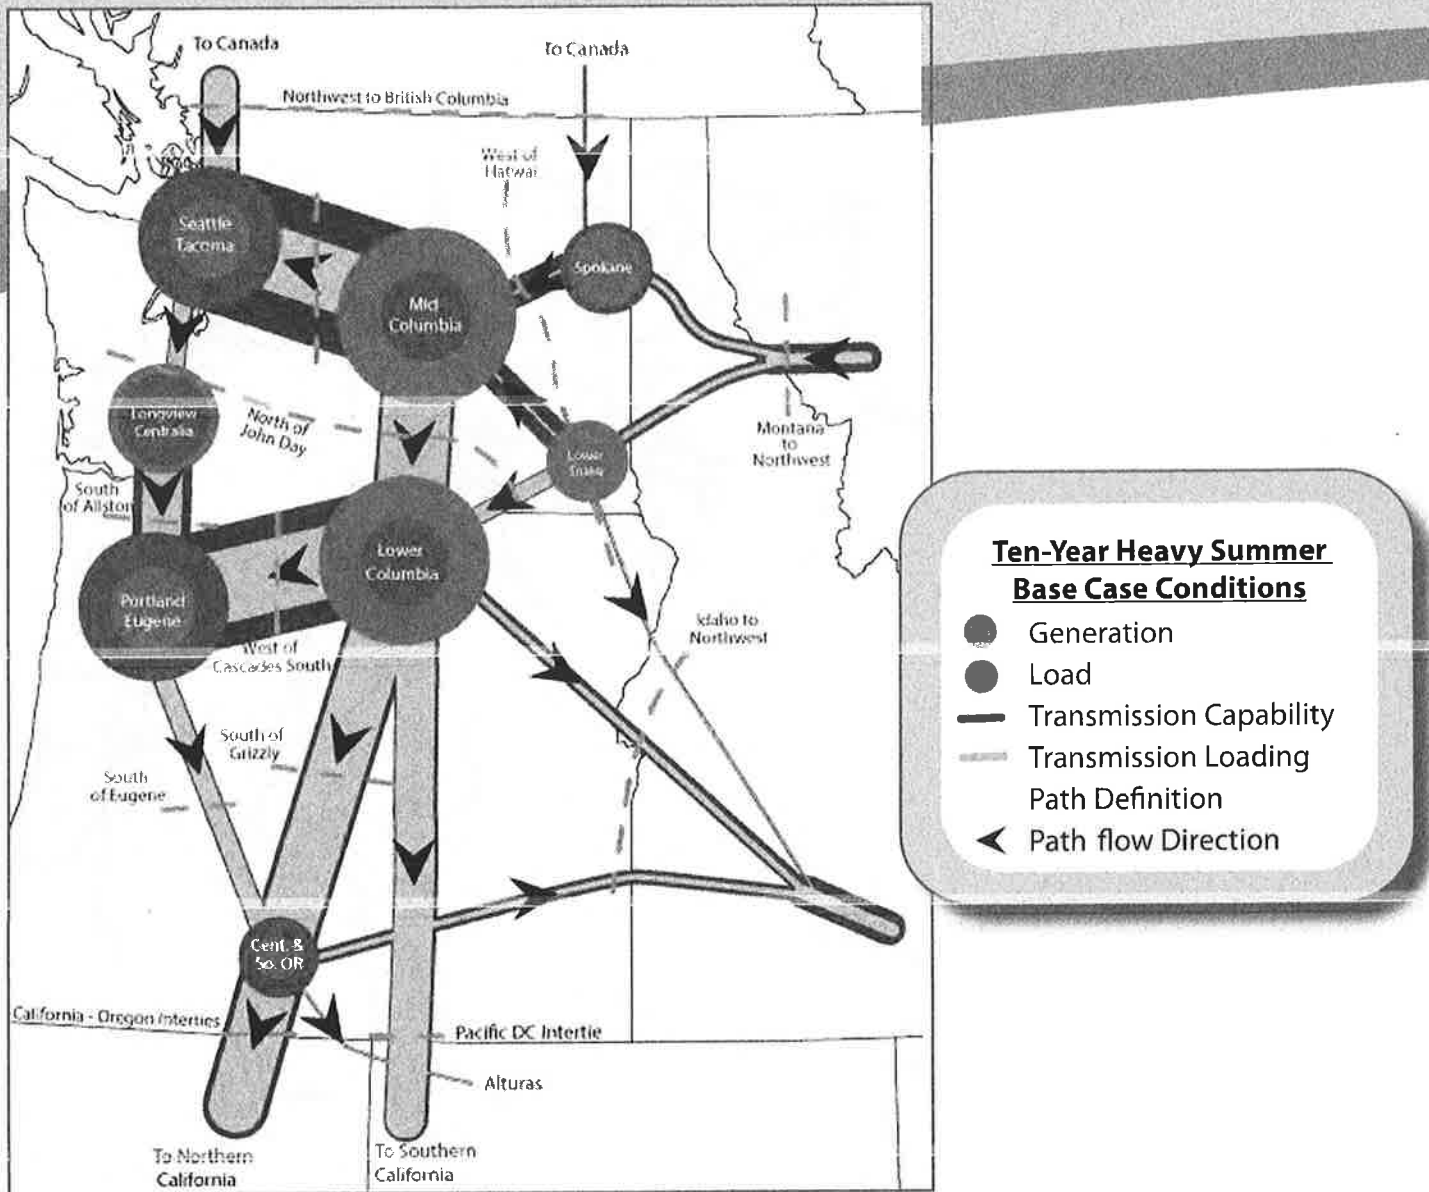 To Canada
To Canada
Northwest to British Columbia
West of
Hatwai
Seattle
Tacoma
Spokane
Mid
Columbia
Longview
Centralia
North of
John Day
Montana
to
Northwest
Lower
Snake
South
of Allston
Lower
Columbia
Portland
Eugene
West of
Cascades South
Idaho to
Northwest
South of
Grizzly
South
of Eugene
Cent. &
So. OR
California - Oregon Interties
Pacific DC Intertie
Alturas
To Northern
California
To Southern
California
Ten-Year Heavy Summer
Base Case Conditions
Generation
Load
Transmission Capability
Transmission Loading
Path Definition
Path flow Direction